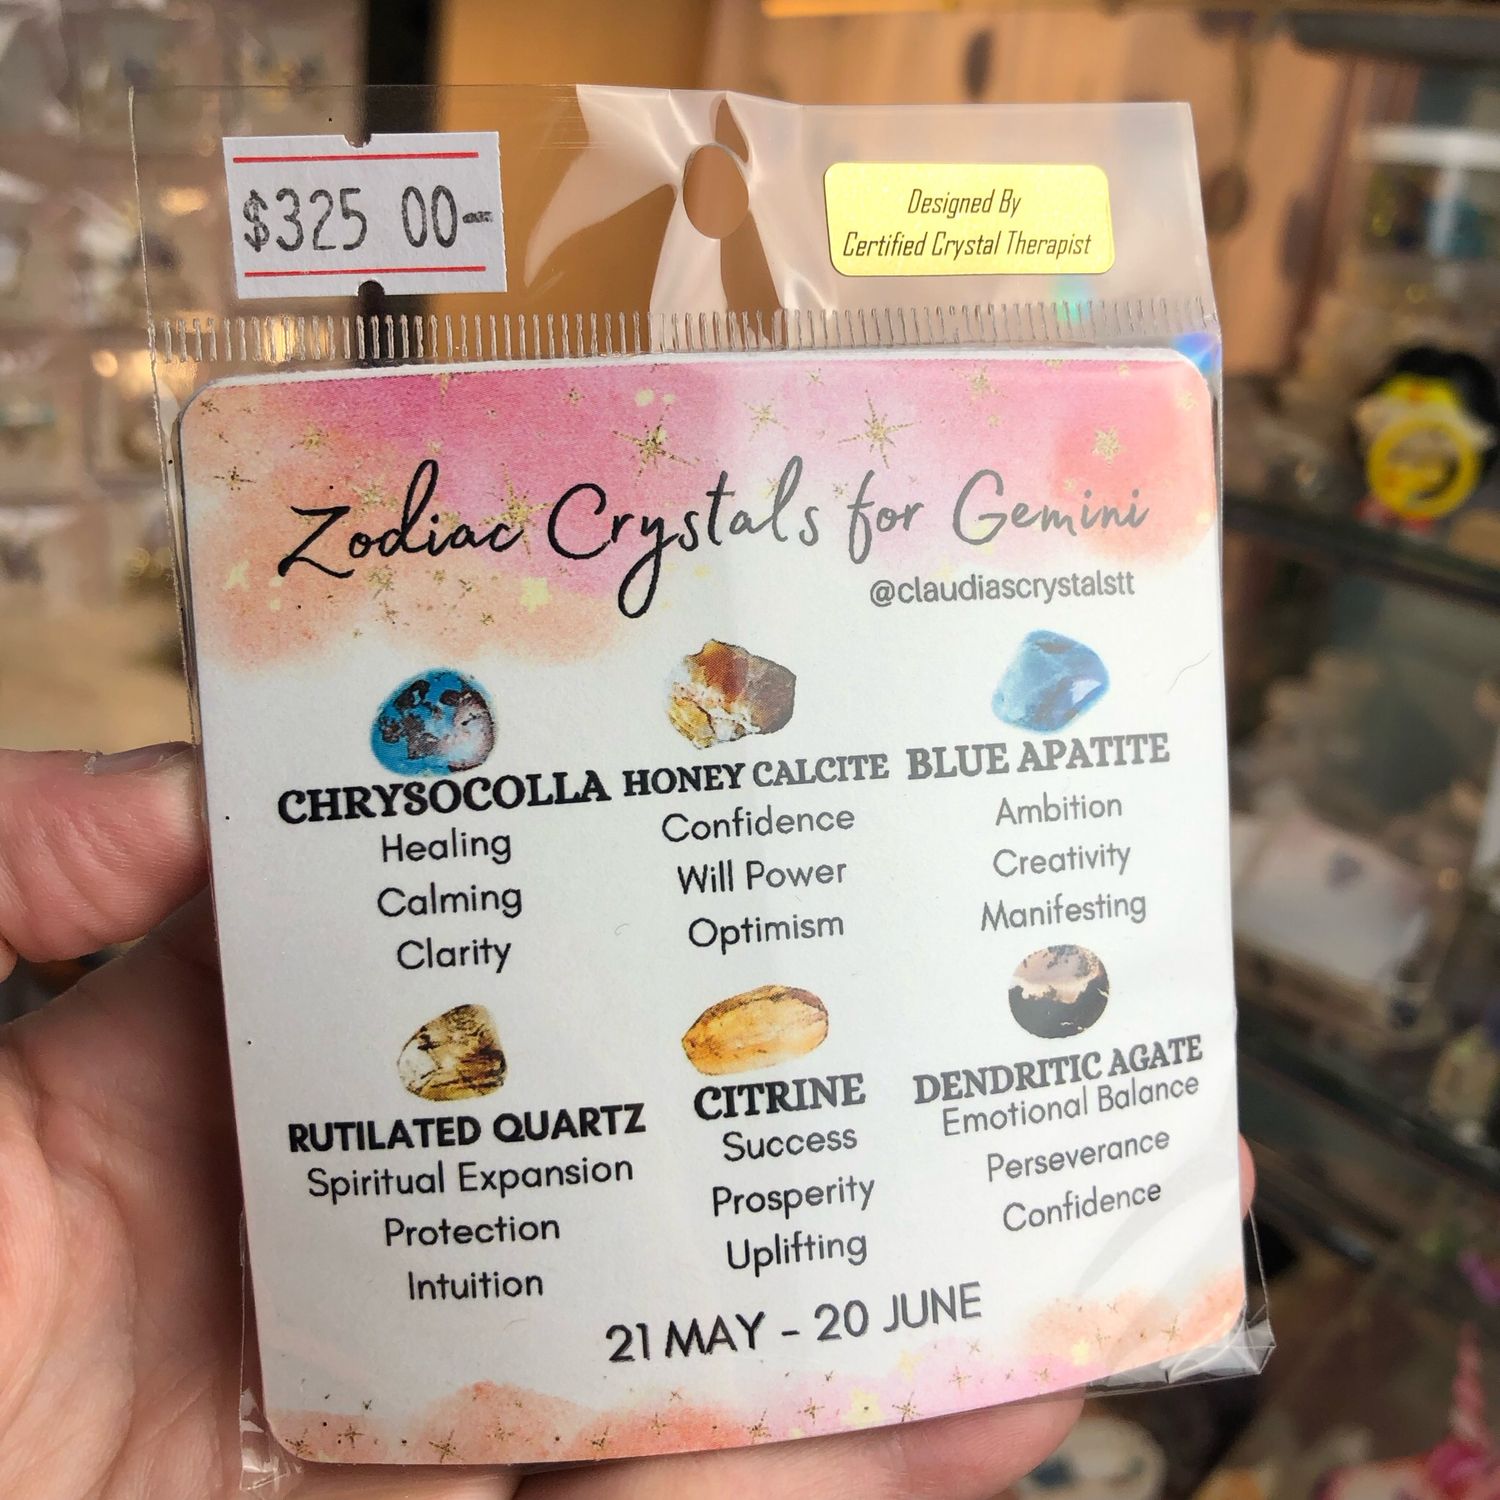 $325 00-
Designed By
Certified Crystal Therapist
Zodiac Crystals for Gemini
@claudiascrystalstt
CHRYSOCOLLA
Healing
Calming
Clarity
HONEY CALCITE
Confidence
Will Power
Optimism
BLUE APATITE
Ambition
Creativity
Manifesting
RUTILATED QUARTZ
Spiritual Expansion
Protection
Intuition
CITRINE
Success
Prosperity
Uplifting
DENDRITIC AGATE
Emotional Balance
Perseverance
Confidence
21 MAY - 20 JUNE